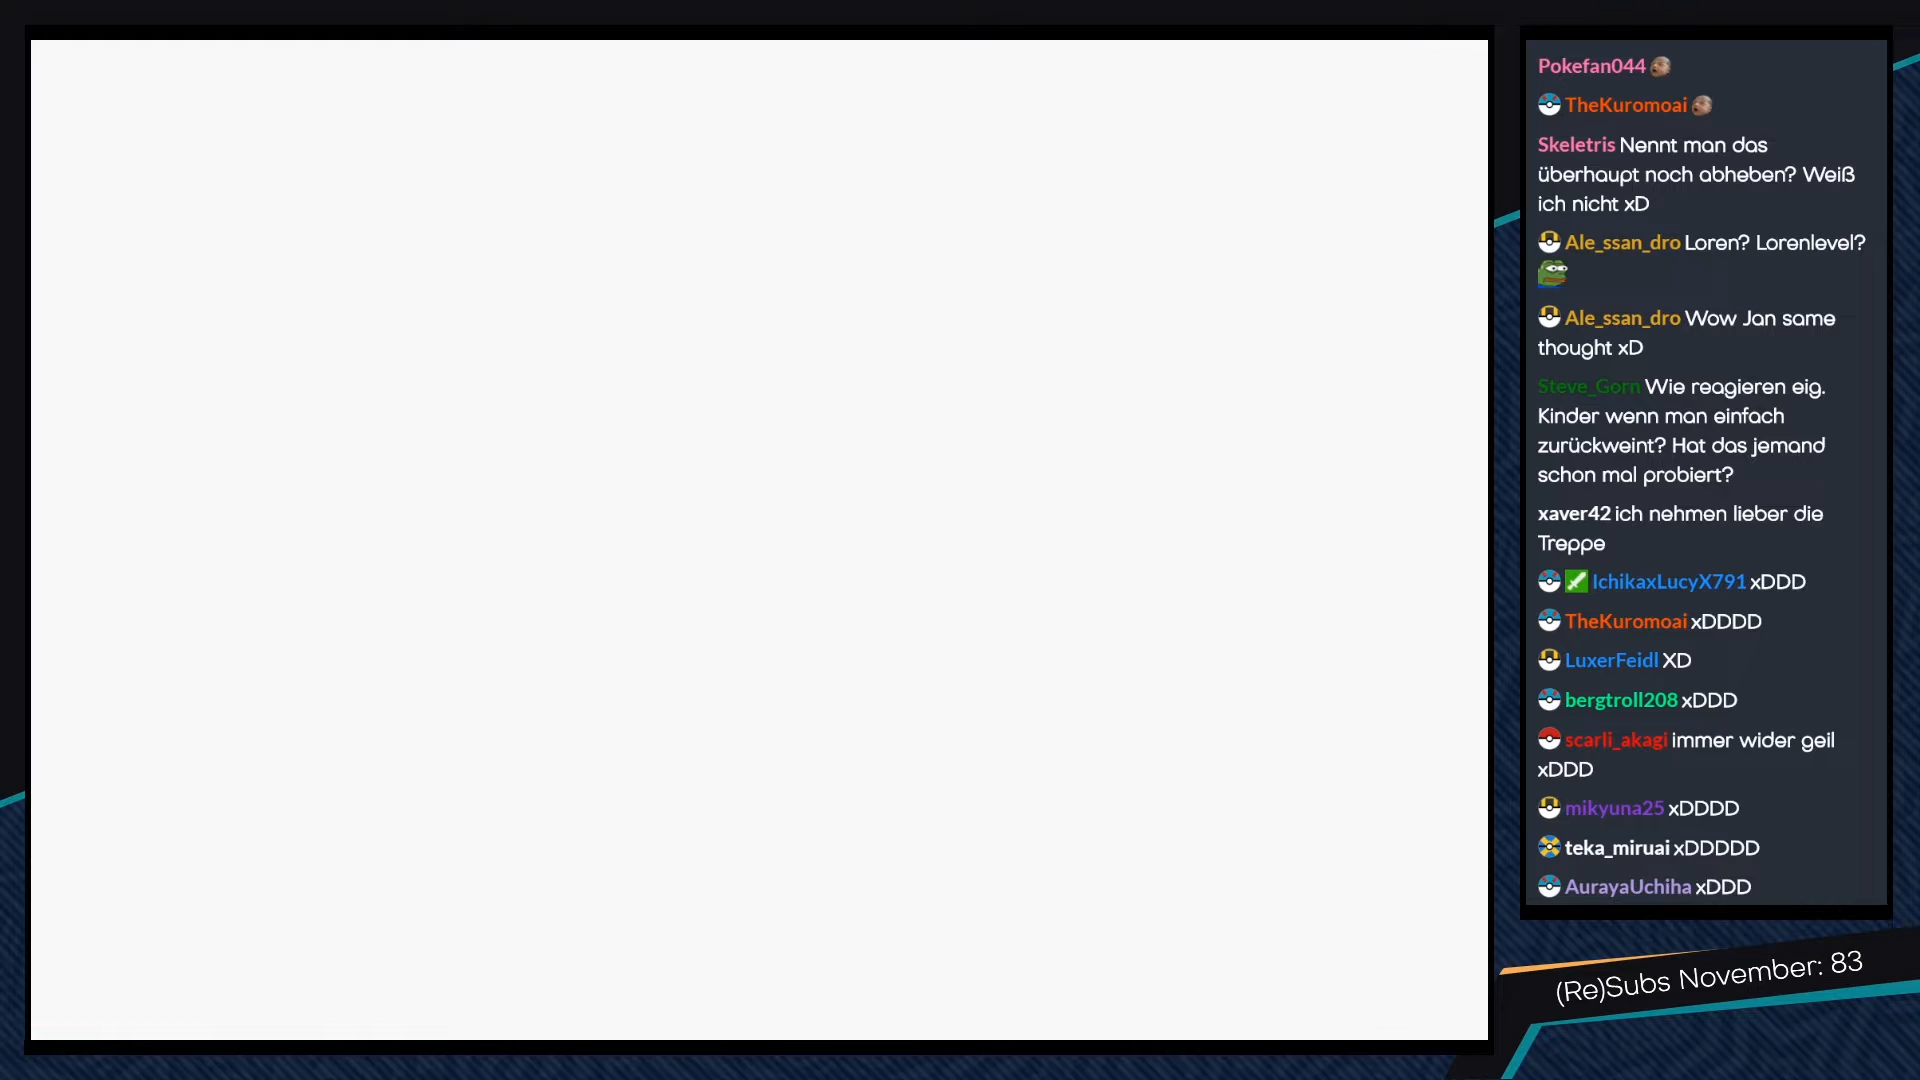 Pokefan044
TheKuromoai
Skeletris Nennt man das
überhaupt noch abheben? Weiß
ich nicht xD
Ale_ssan_dro Loren? Lorenlevel?
Ale_ssan_dro Wow Jan same
thought xD
Steve_Gorn Wie reagieren eig.
Kinder wenn man einfach
zurückweint? Hat das jemand
schon mal probiert?
xaver42 ich nehmen lieber die
Treppe
IchikaxLucyX791 xDDD
TheKuromoai xDDDD
LuxerFeidl XD
bergtroll208 xDDD
scarli_akagi immer wider geil
xDDD
mikyuna25 xDDDD
teka_miruai xDDDDD
AurayaUchiha xDDD
(Re)Subs November: 83